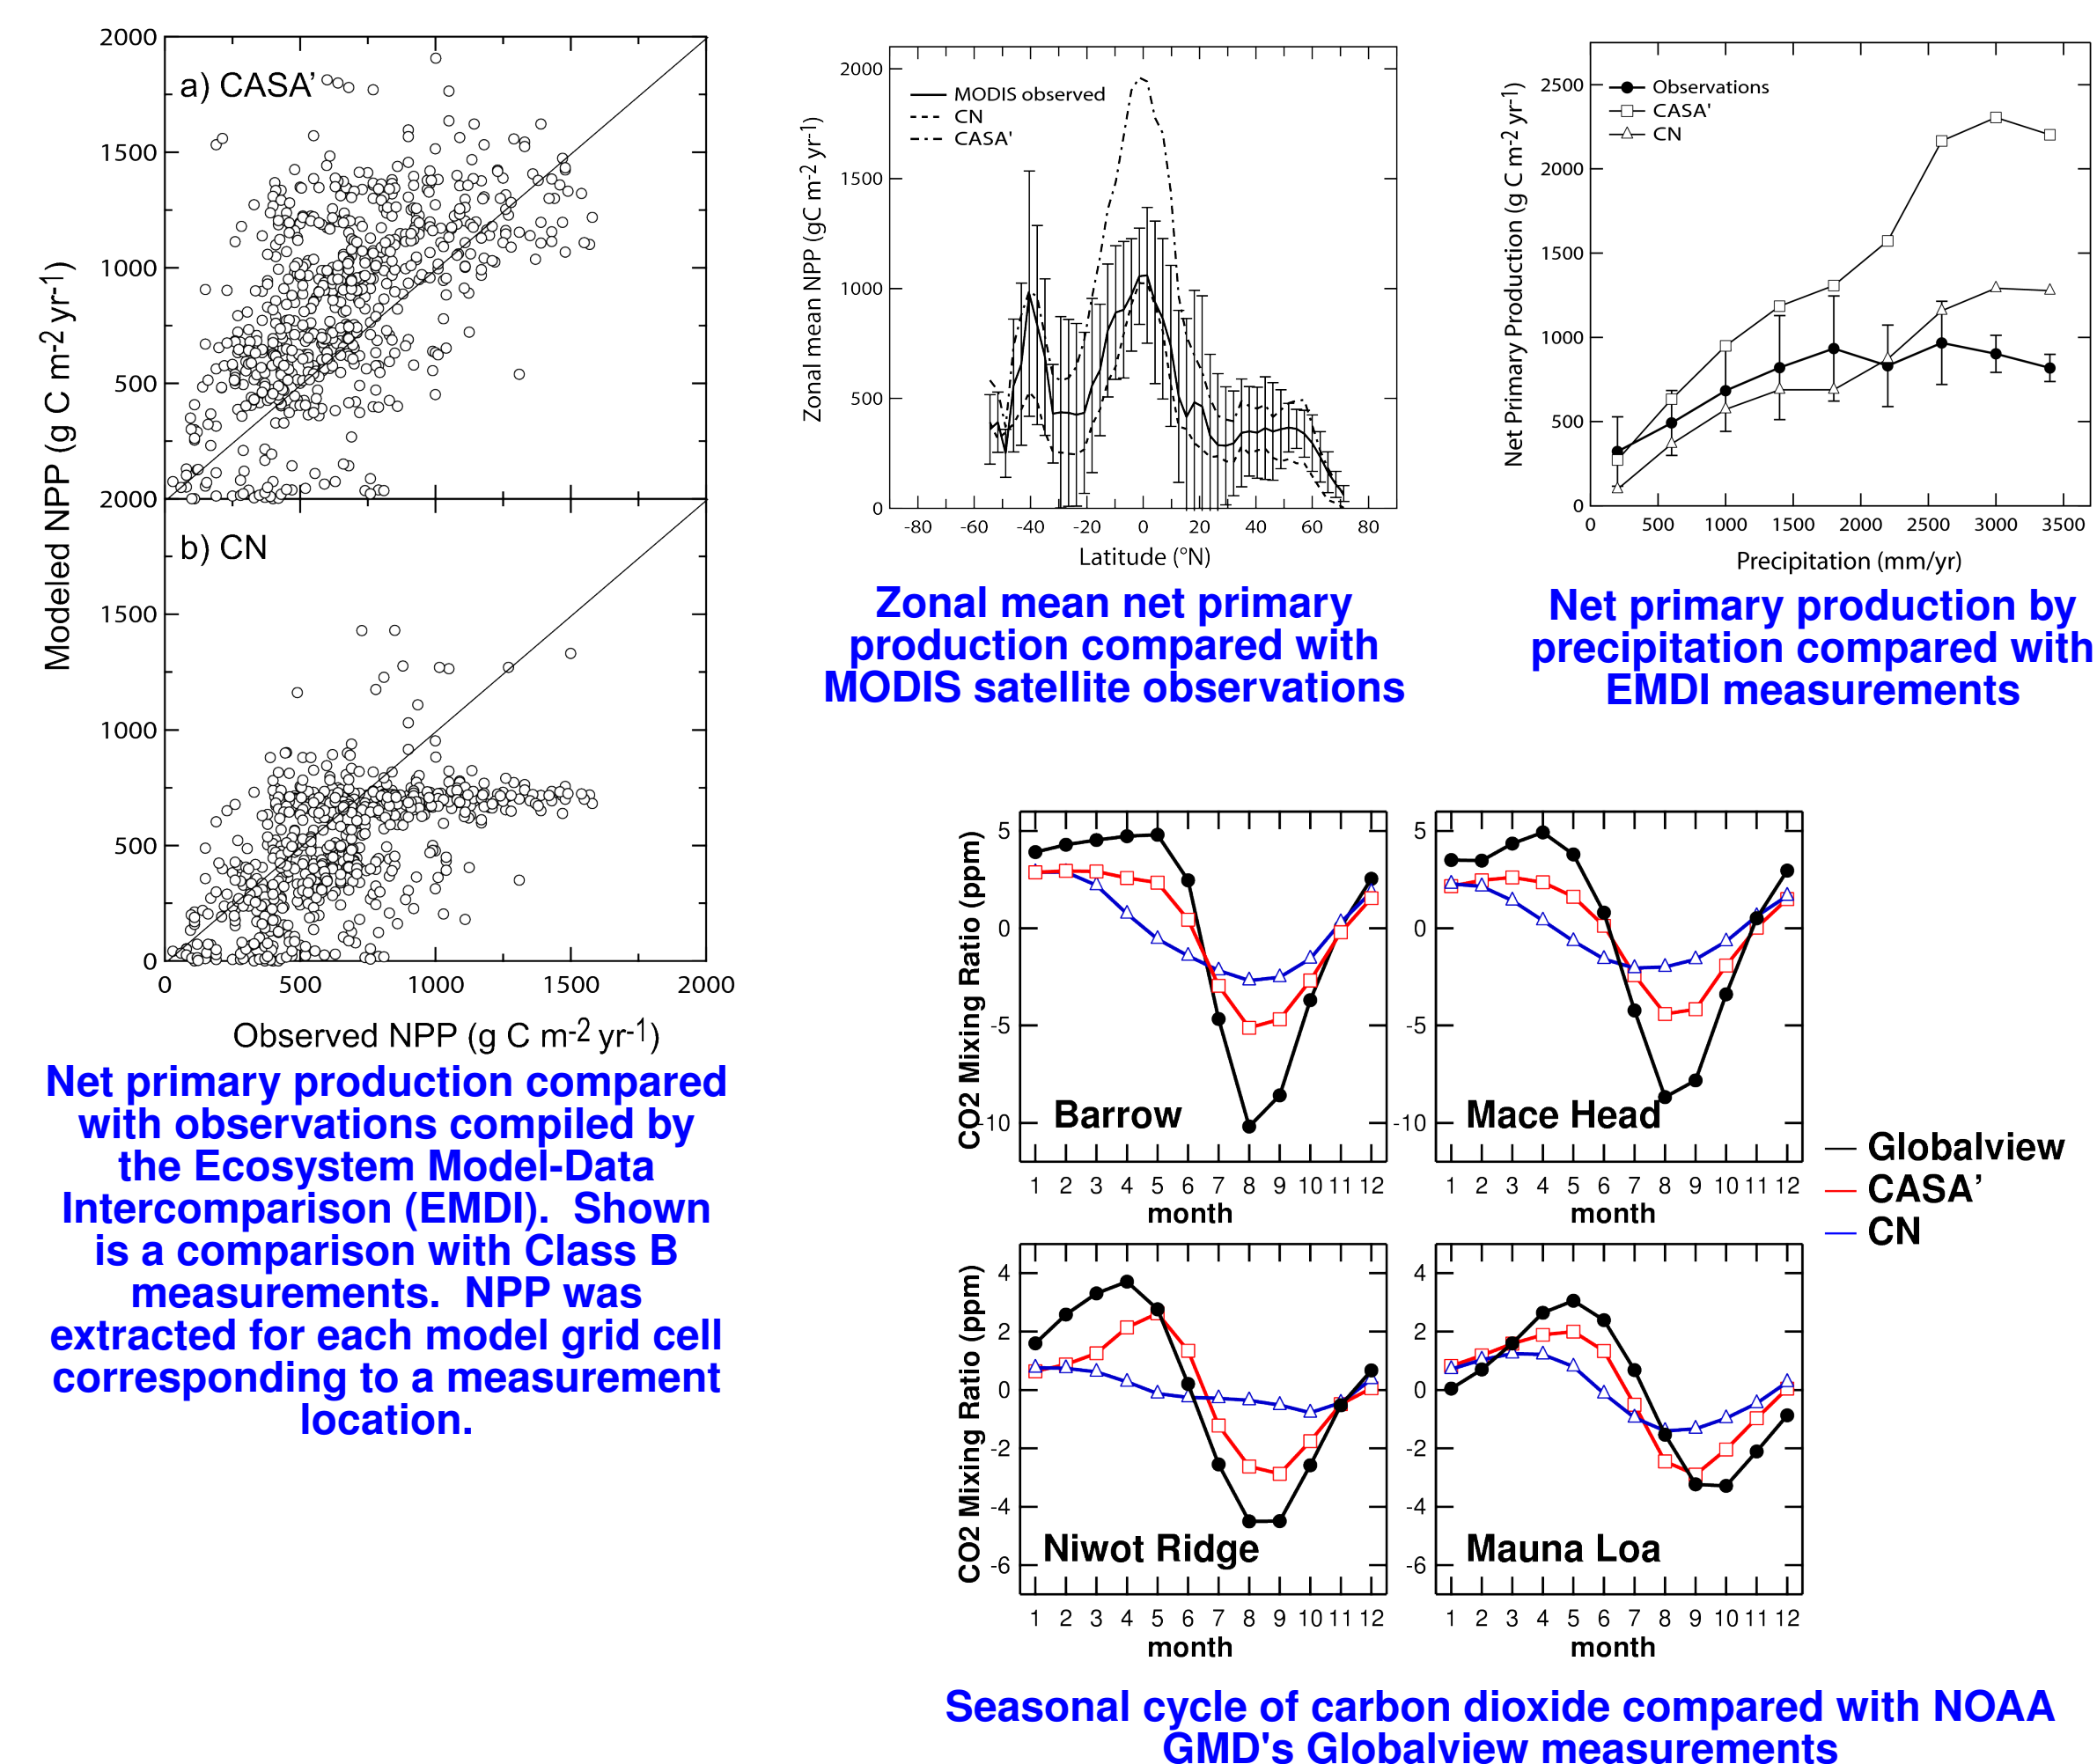 2000
a) CASA’
1500
1000
500
2000
b) CN
1500
1000
500
0
0 500 1000 1500 2000
Modeled NPP (g C m-2 yr-1)
Observed NPP (g C m-2 yr-1)
Net primary production compared
with observations compiled by
the Ecosystem Model-Data
Intercomparison (EMDI). Shown
is a comparison with Class B
measurements. NPP was
extracted for each model grid cell
corresponding to a measurement
location.
2000
1500
1000
500
0
Zonal mean NPP (gC m-2 yr-1)
MODIS observed
CN
CASA'
-80 -60 -40 -20 0 20 40 60 80
Latitude (°N)
Zonal mean net primary
production compared with
MODIS satellite observations
2500
2000
1500
1000
500
0
Net Primary Production (g C m-2 yr-1)
Observations
CASA'
CN
0 500 1000 1500 2000 2500 3000 3500
Precipitation (mm/yr)
Net primary production by
precipitation compared with
EMDI measurements
CO2 Mixing Ratio (ppm)
5
0
-5
-10
Barrow
1 2 3 4 5 6 7 8 9 10 11 12
month
5
0
-5
-10
Mace Head
1 2 3 4 5 6 7 8 9 10 11 12
month
Globalview
CASA’
CN
CO2 Mixing Ratio (ppm)
4
2
0
-2
-4
-6
Niwot Ridge
1 2 3 4 5 6 7 8 9 10 11 12
month
4
2
0
-2
-4
-6
Mauna Loa
1 2 3 4 5 6 7 8 9 10 11 12
month
Seasonal cycle of carbon dioxide compared with NOAA
GMD's Globalview measurements